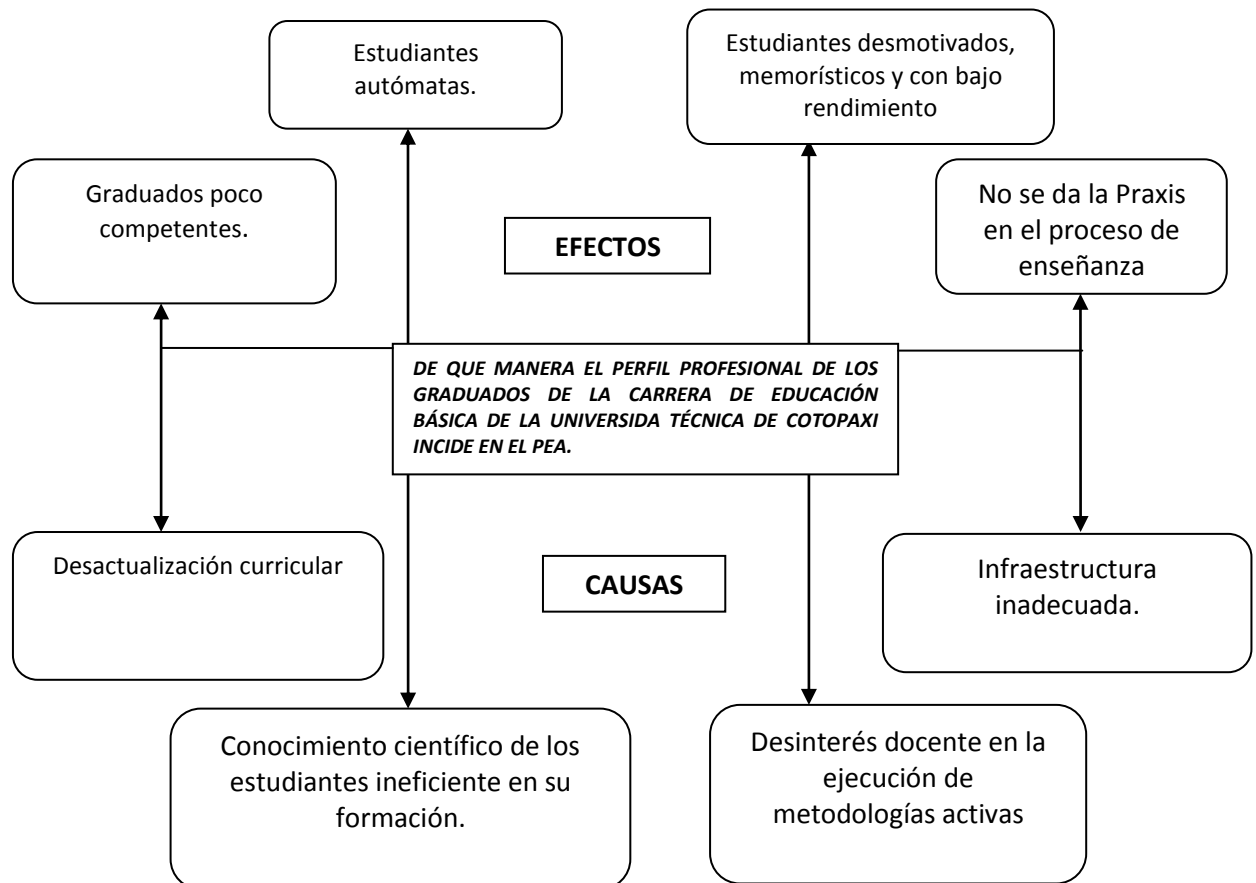 Estudiantes
autómatas.
Estudiantes desmotivados,
memorísticos y con bajo
rendimiento
Graduados poco
competentes.
No se da la Praxis
en el proceso de
enseñanza
EFECTOS
DE QUE MANERA EL PERFIL PROFESIONAL DE LOS
GRADUADOS DE LA CARRERA DE EDUCACIÓN
BÁSICA DE LA UNIVERSIDA TÉCNICA DE COTOPAXI
INCIDE EN EL PEA.
Desactualización curricular
CAUSAS
Infraestructura
inadecuada.
Conocimiento científico de los
estudiantes ineficiente en su
formación.
Desinterés docente en la
ejecución de
metodologías activas